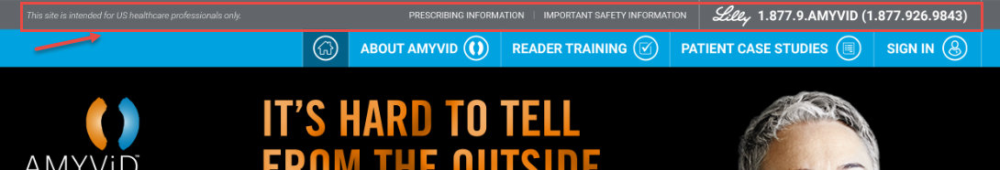 This site is intended for US healthcare professionals only.
PRESCRIBING INFORMATION | IMPORTANT SAFETY INFORMATION
Lilly 1.877.9.AMYVID (1.877.926.9843)
ABOUT AMYVID
READER TRAINING
PATIENT CASE STUDIES
SIGN IN
AMYViD™
IT'S HARD TO TELL
FROM THE OUTSIDE